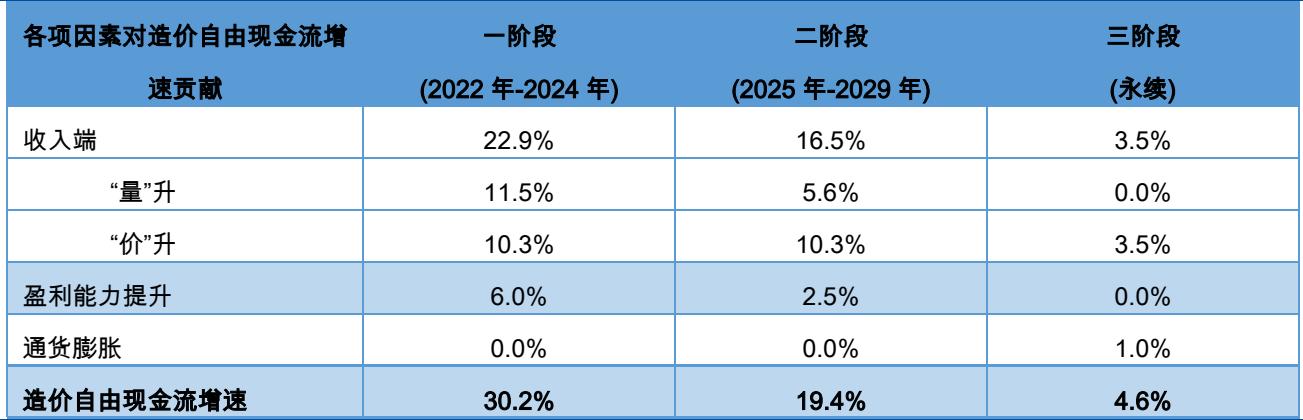 各项因素对造价自由现金流增速贡献 一阶段 (2022 年-2024 年) 二阶段 (2025 年-2029 年) 三阶段 (永续)
收入端 22.9% 16.5% 3.5%
“量”升 11.5% 5.6% 0.0%
“价”升 10.3% 10.3% 3.5%
盈利能力提升 6.0% 2.5% 0.0%
通货膨胀 0.0% 0.0% 1.0%
造价自由现金流增速 30.2% 19.4% 4.6%